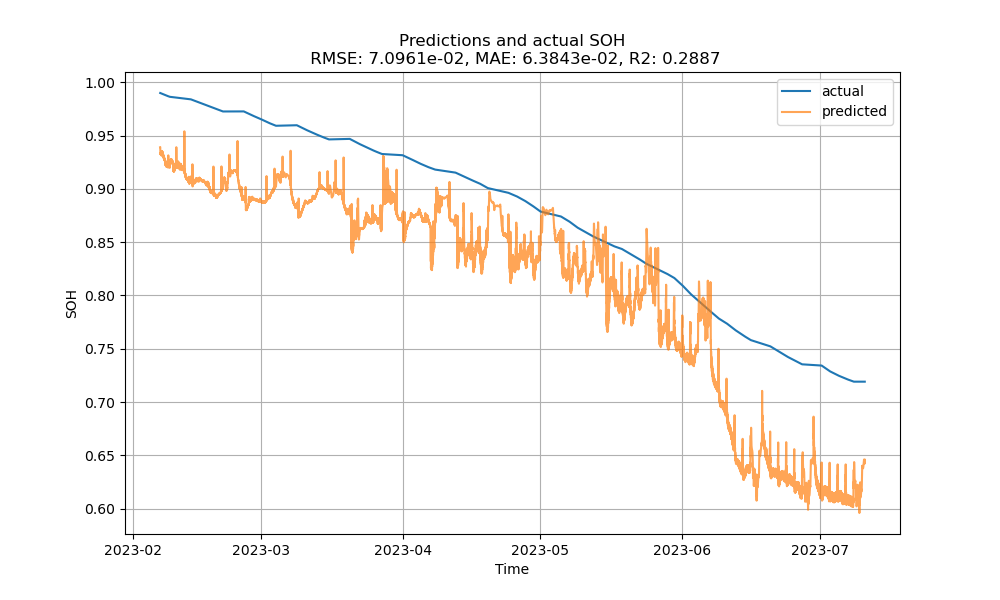 Predictions and actual SOH
RMSE: 7.0961e-02, MAE: 6.3843e-02, R2: 0.2887
actual
predicted
1.00
0.95
0.90
0.85
0.80
0.75
0.70
0.65
0.60
SOH
2023-02 2023-03 2023-04 2023-05 2023-06 2023-07
Time